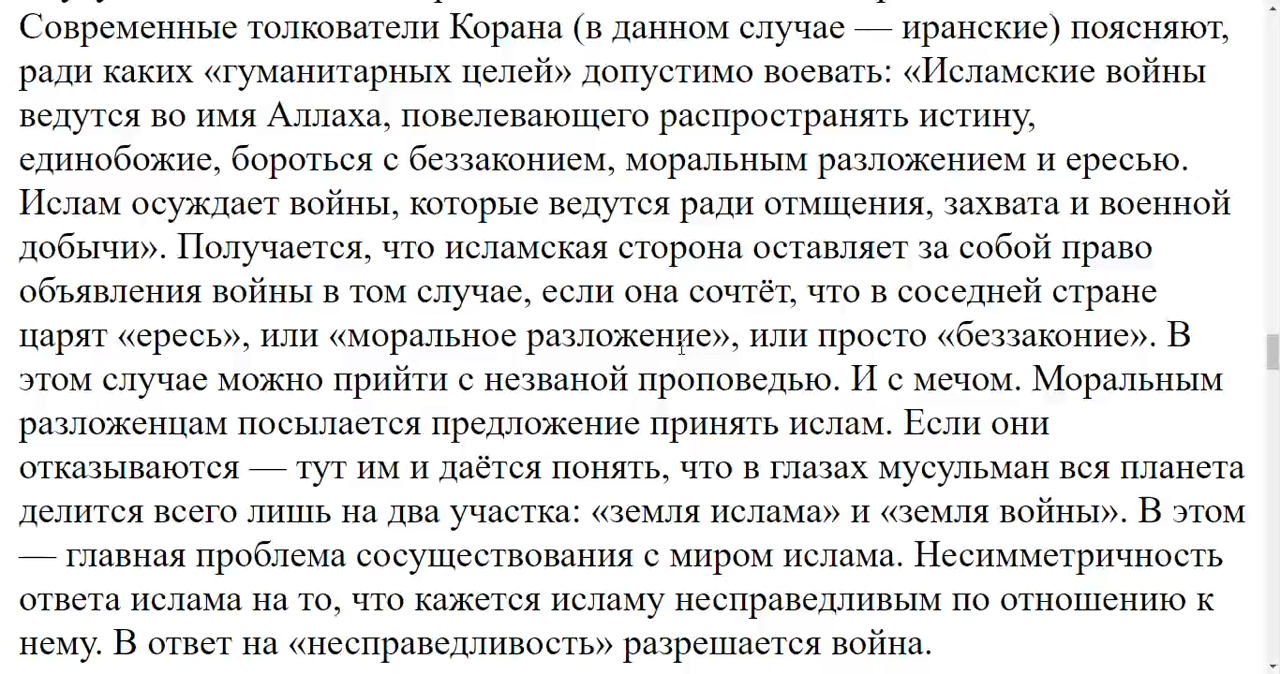 Современные толкователи Корана (в данном случае — иранские) поясняют,
ради каких «гуманитарных целей» допустимо воевать: «Исламские войны
ведутся во имя Аллаха, повелевающего распространять истину,
единобожие, бороться с беззаконием, моральным разложением и ересью.
Ислам осуждает войны, которые ведутся ради отмщения, захвата и военной
добычи». Получается, что исламская сторона оставляет за собой право
объявления войны в том случае, если она сочтёт, что в соседней стране
царят «ересь», или «моральное разложение», или просто «беззаконие». В
этом случае можно прийти с незваной проповедью. И с мечом. Моральным
разложенцам посылается предложение принять ислам. Если они
отказываются — тут им и даётся понять, что в глазах мусульман вся планета
делится всего лишь на два участка: «земля ислама» и «земля войны». В этом
— главная проблема сосуществования с миром ислама. Несимметричность
ответа ислама на то, что кажется исламу несправедливым по отношению к
нему. В ответ на «несправедливость» разрешается война.